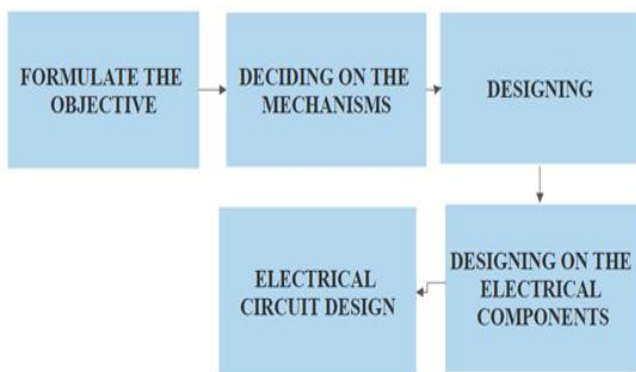 FORMULATE THE
OBJECTIVE
DECIDING ON THE
MECHANISMS
DESIGNING
DESIGNING ON THE
ELECTRICAL
COMPONENTS
ELECTRICAL
CIRCUIT DESIGN